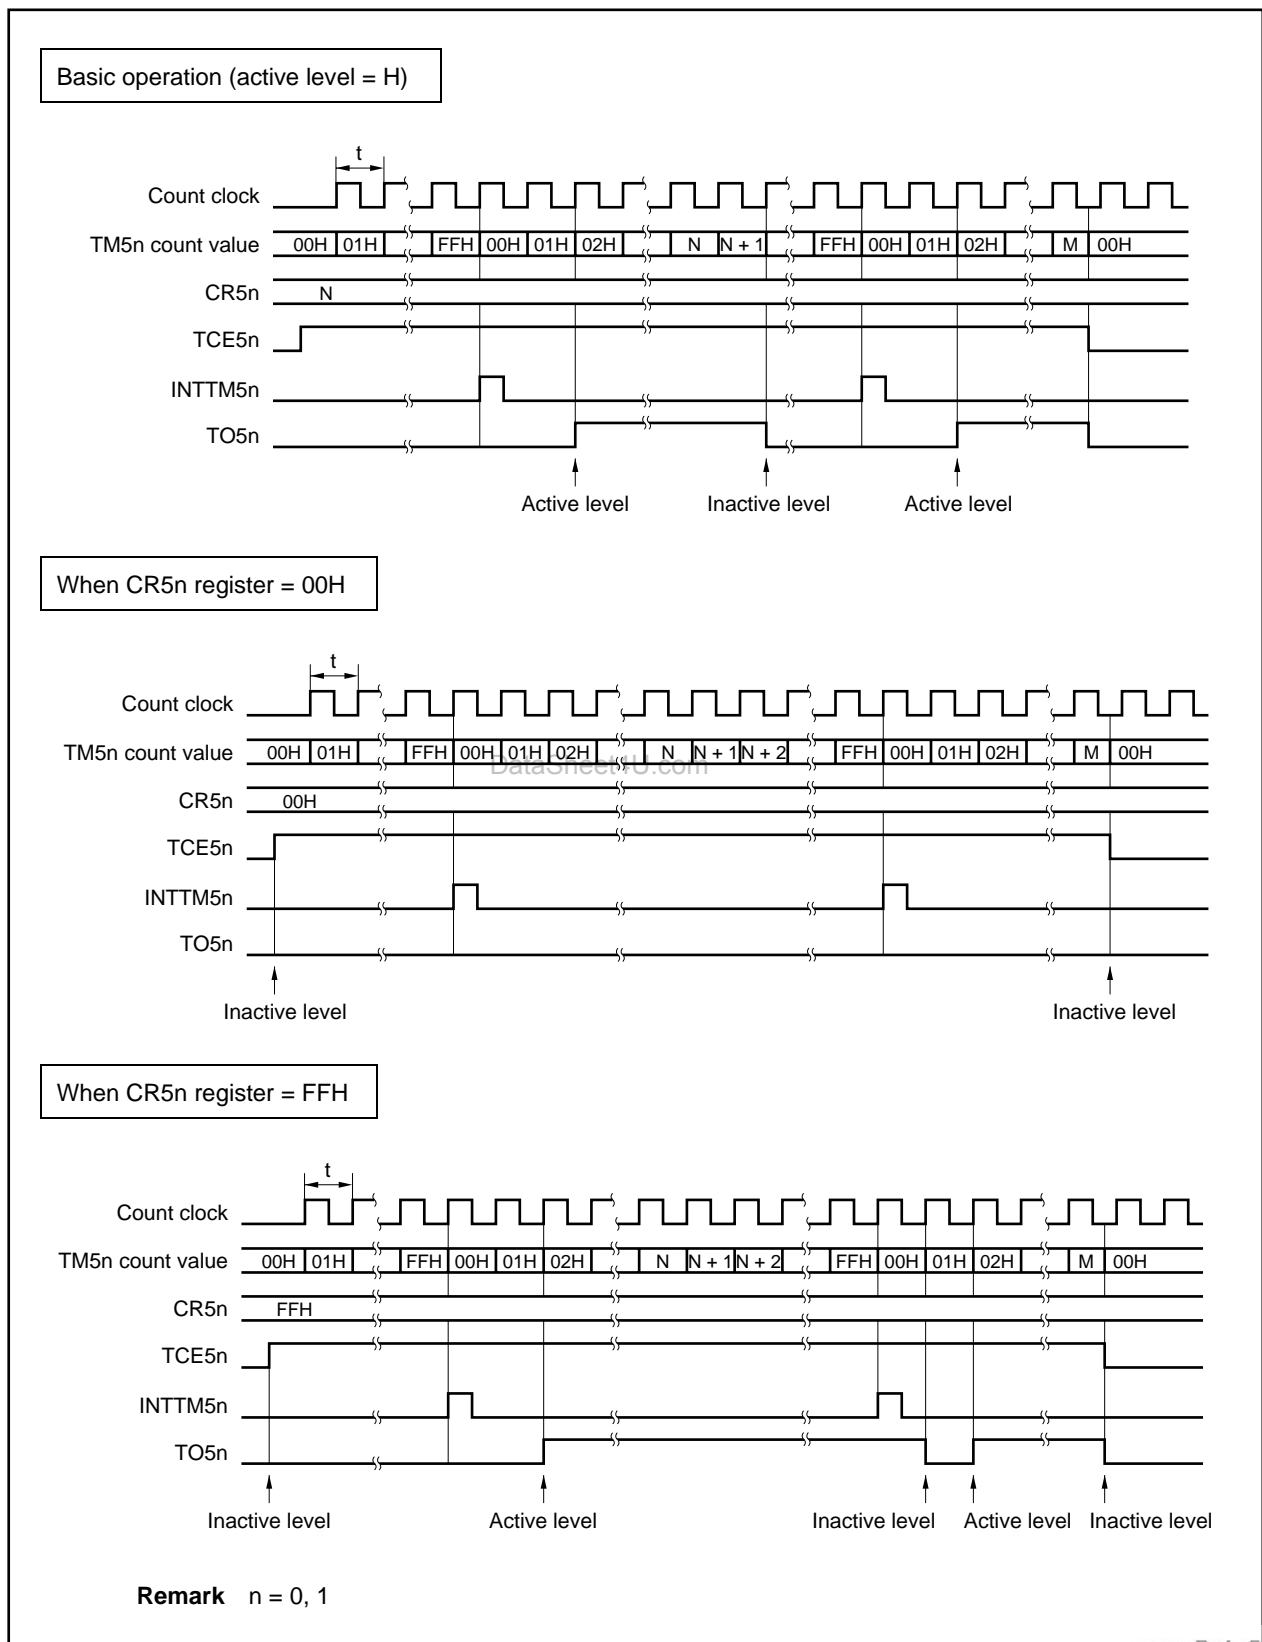 Basic operation (active level = H)
t
Count clock
TM5n count value 00H 01H FFH 00H 01H 02H N N + 1 FFH 00H 01H 02H M 00H
CR5n N
TCE5n
INTTM5n
TO5n
Active level Inactive level Active level
When CR5n register = 00H
t
Count clock
TM5n count value 00H 01H FFH 00H 01H 02H N N + 1 N + 2 FFH 00H 01H 02H M 00H
DataSheet4U.com
CR5n 00H
TCE5n
INTTM5n
TO5n
Inactive level Inactive level
When CR5n register = FFH
t
Count clock
TM5n count value 00H 01H FFH 00H 01H 02H N N + 1 N + 2 FFH 00H 01H 02H M 00H
CR5n FFH
TCE5n
INTTM5n
TO5n
Inactive level Active level Inactive level Active level Inactive level
Remark n = 0, 1